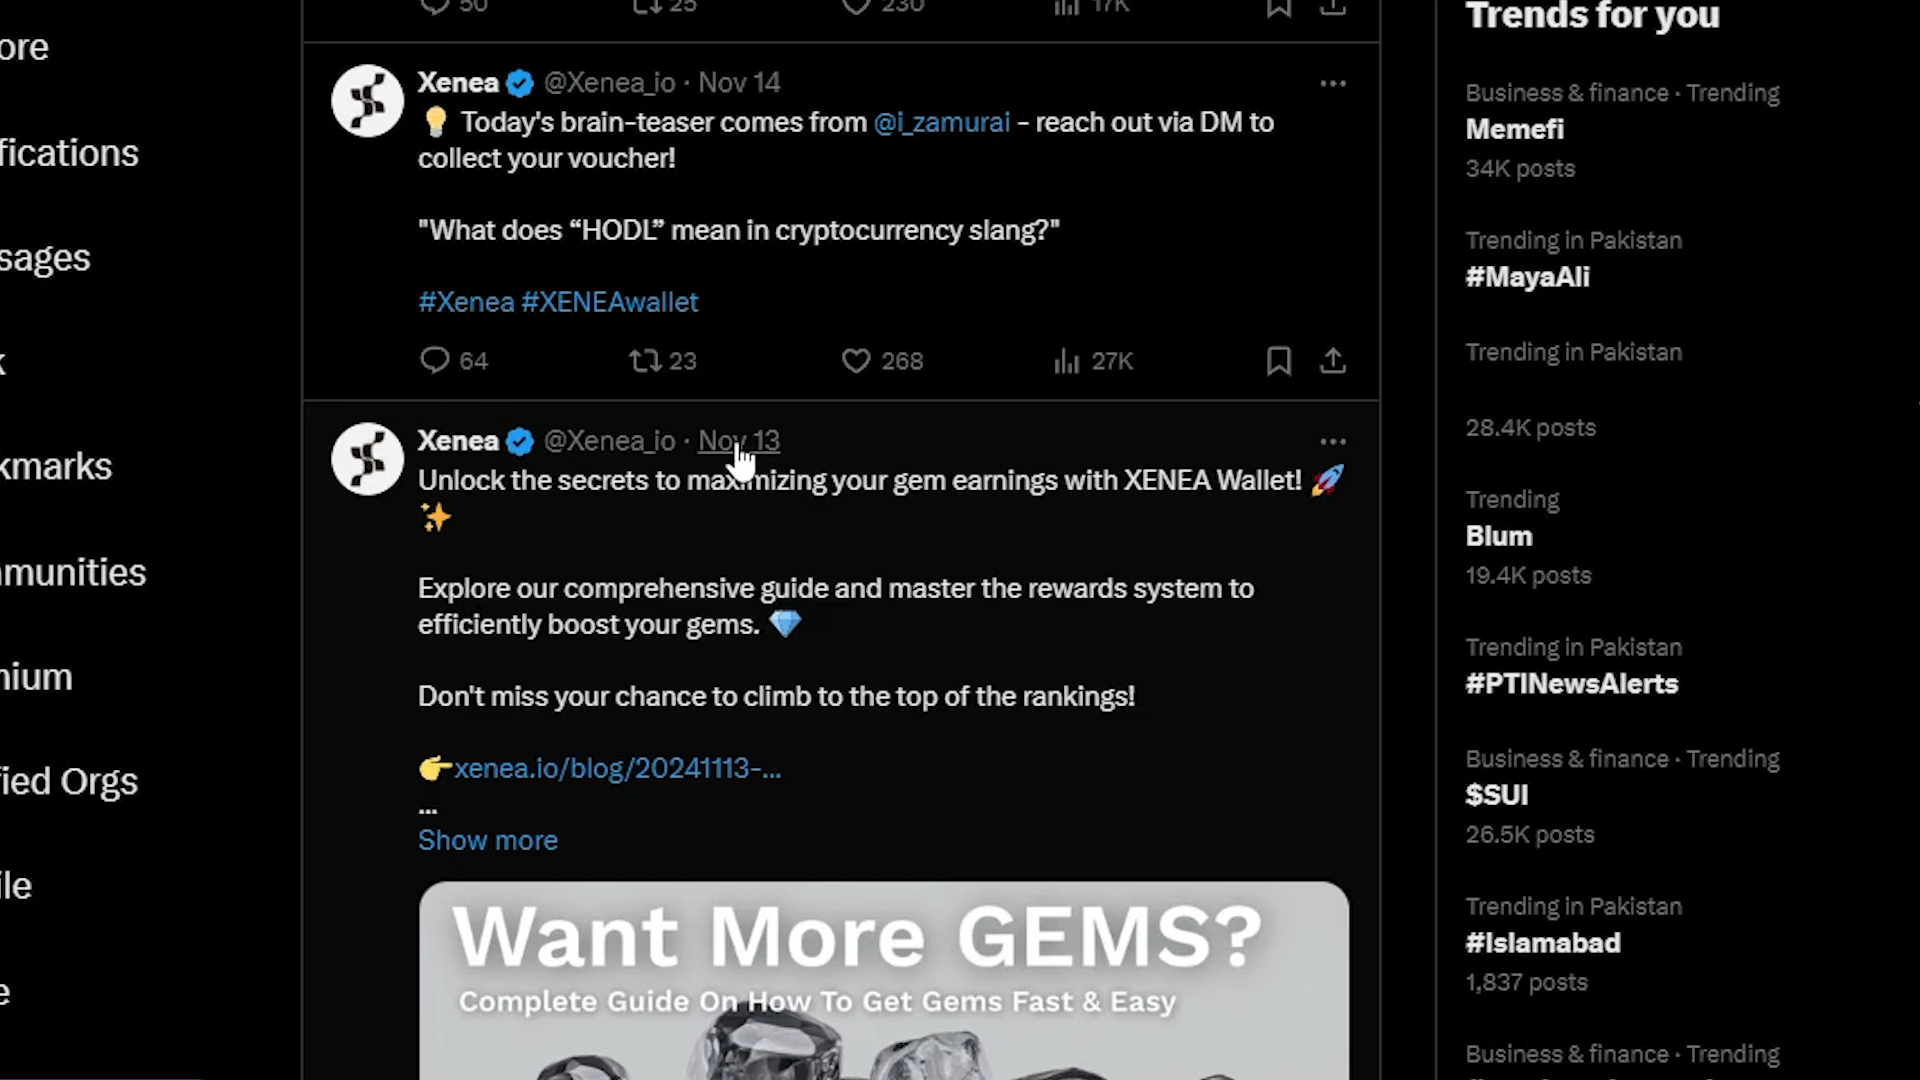 50 25 230 17K
Xenea @Xenea_io · Nov 14
Today's brain-teaser comes from @i_zamurai - reach out via DM to
collect your voucher!
"What does “HODL” mean in cryptocurrency slang?"
#Xenea #XENEAwallet
64 23 268 27K
Xenea @Xenea_io · Nov 13
Unlock the secrets to maximizing your gem earnings with XENEA Wallet!
Explore our comprehensive guide and master the rewards system to
efficiently boost your gems.
Don't miss your chance to climb to the top of the rankings!
xenea.io/blog/20241113-...
...
Show more
Want More GEMS?
Complete Guide On How To Get Gems Fast & Easy
ore
fications
sages
k
kmarks
munities
nium
fied Orgs
ile
e
Trends for you
Business & finance · Trending
Memefi
34K posts
Trending in Pakistan
#MayaAli
Trending in Pakistan
28.4K posts
Trending
Blum
19.4K posts
Trending in Pakistan
#PTINewsAlerts
Business & finance · Trending
$SUI
26.5K posts
Trending in Pakistan
#Islamabad
1,837 posts
Business & finance · Trending